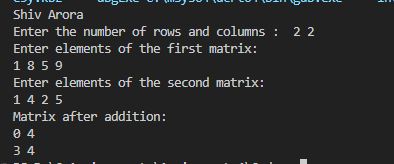 Shiv Arora
Enter the number of rows and columns :  2 2
Enter elements of the first matrix:
1 8 5 9
Enter elements of the second matrix:
1 4 2 5
Matrix after addition:
0 4
3 4